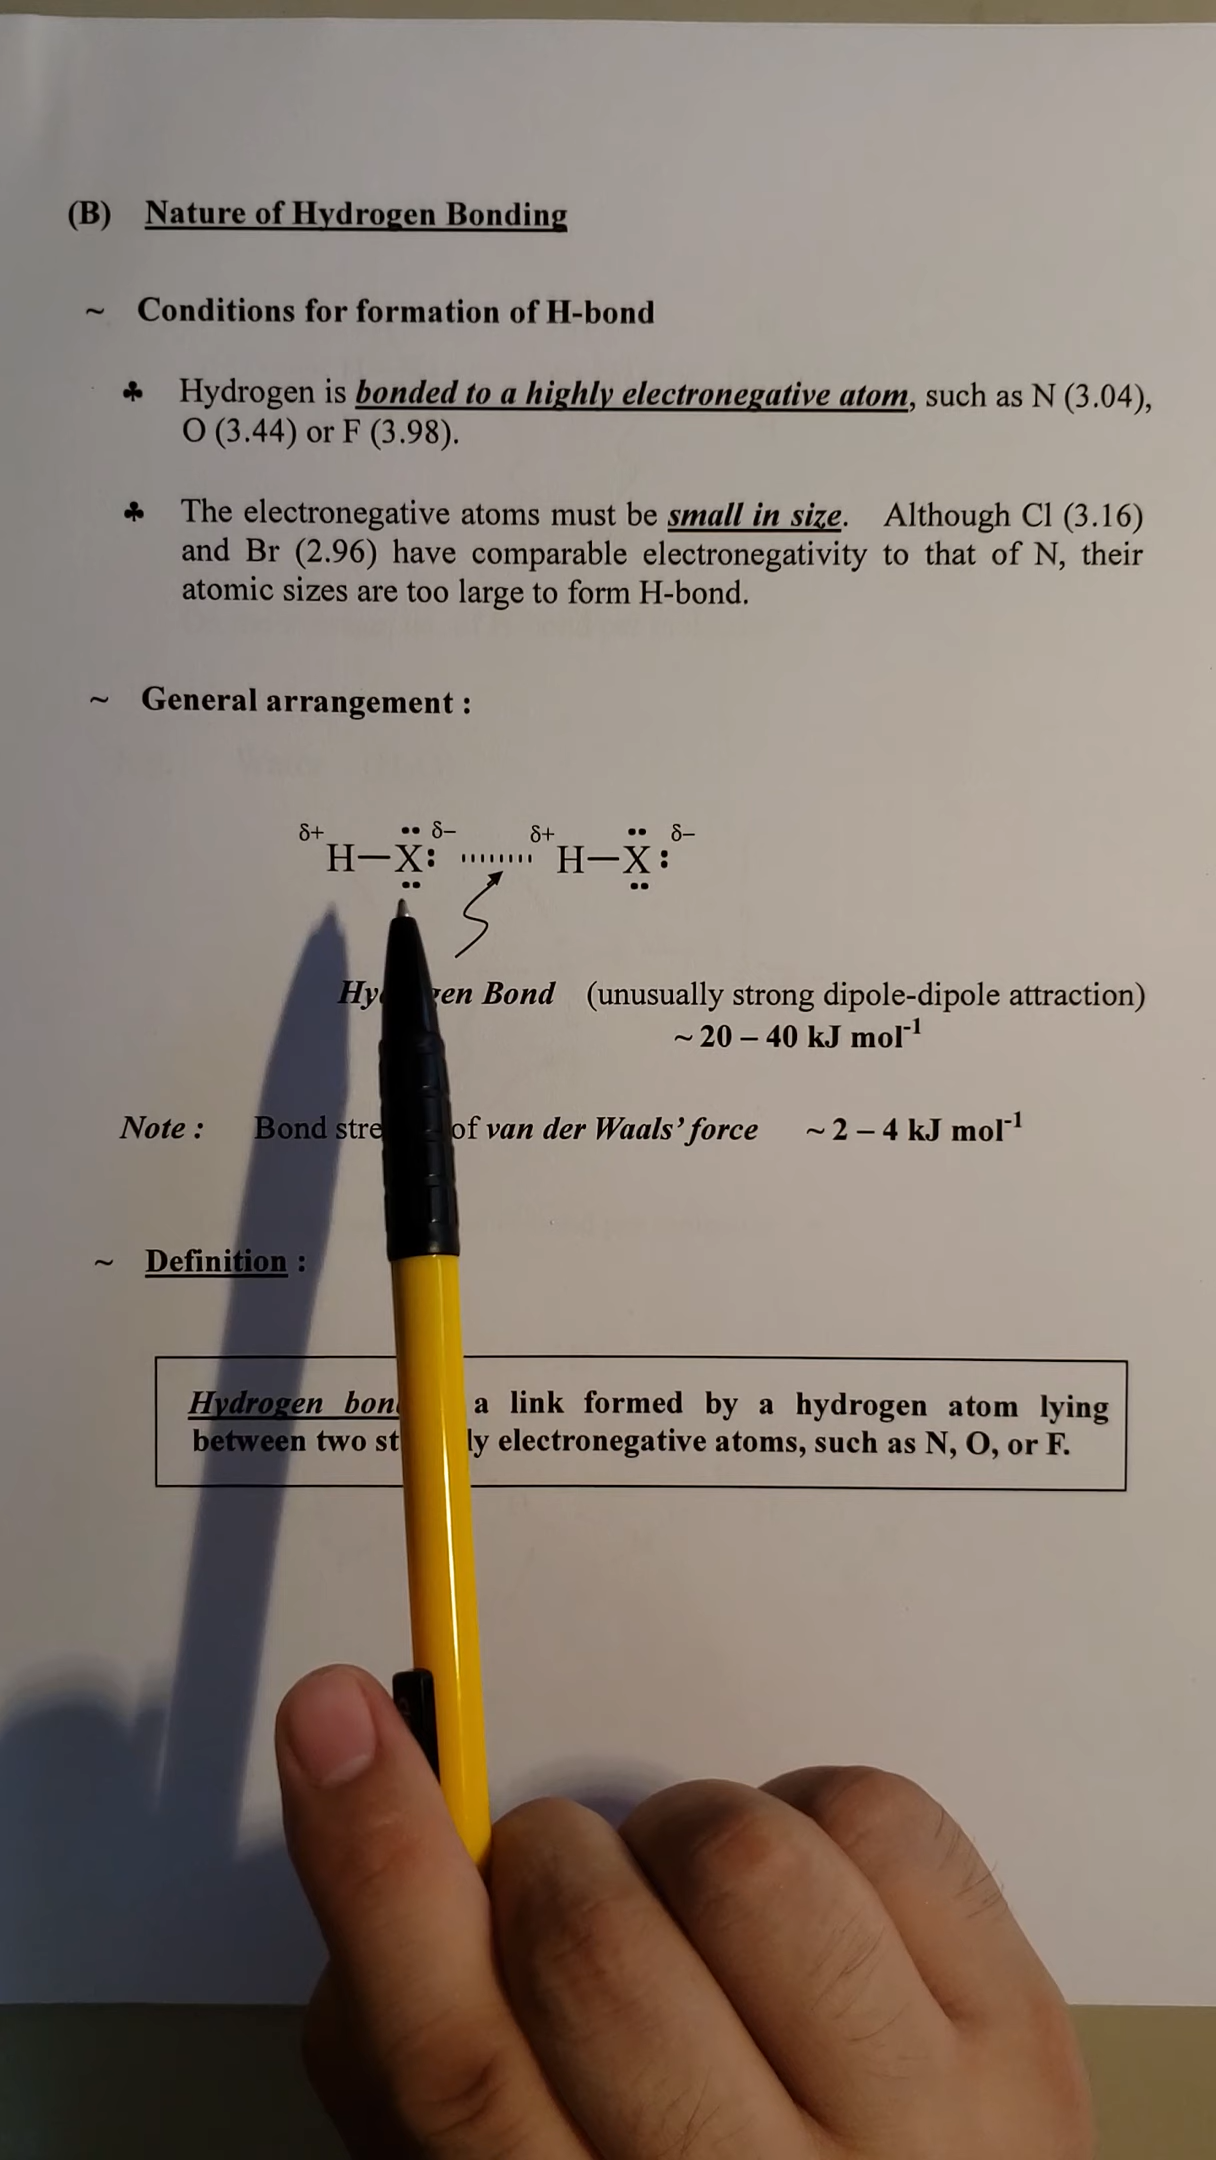 (B) Nature of Hydrogen Bonding
~ Conditions for formation of H-bond
♣ Hydrogen is bonded to a highly electronegative atom, such as N (3.04),
O (3.44) or F (3.98).
♣ The electronegative atoms must be small in size. Although Cl (3.16)
and Br (2.96) have comparable electronegativity to that of N, their
atomic sizes are too large to form H-bond.
~ General arrangement :
δ+ δ– δ+ δ–
H—X: ········ H—X:
Bond (unusually strong dipole-dipole attraction)
~ 20 – 40 kJ mol⁻¹
Note : Bond of van der Waals' force ~ 2 – 4 kJ mol⁻¹
~ Definition :
Hydrogen a link formed by a hydrogen atom lying
between two electronegative atoms, such as N, O, or F.